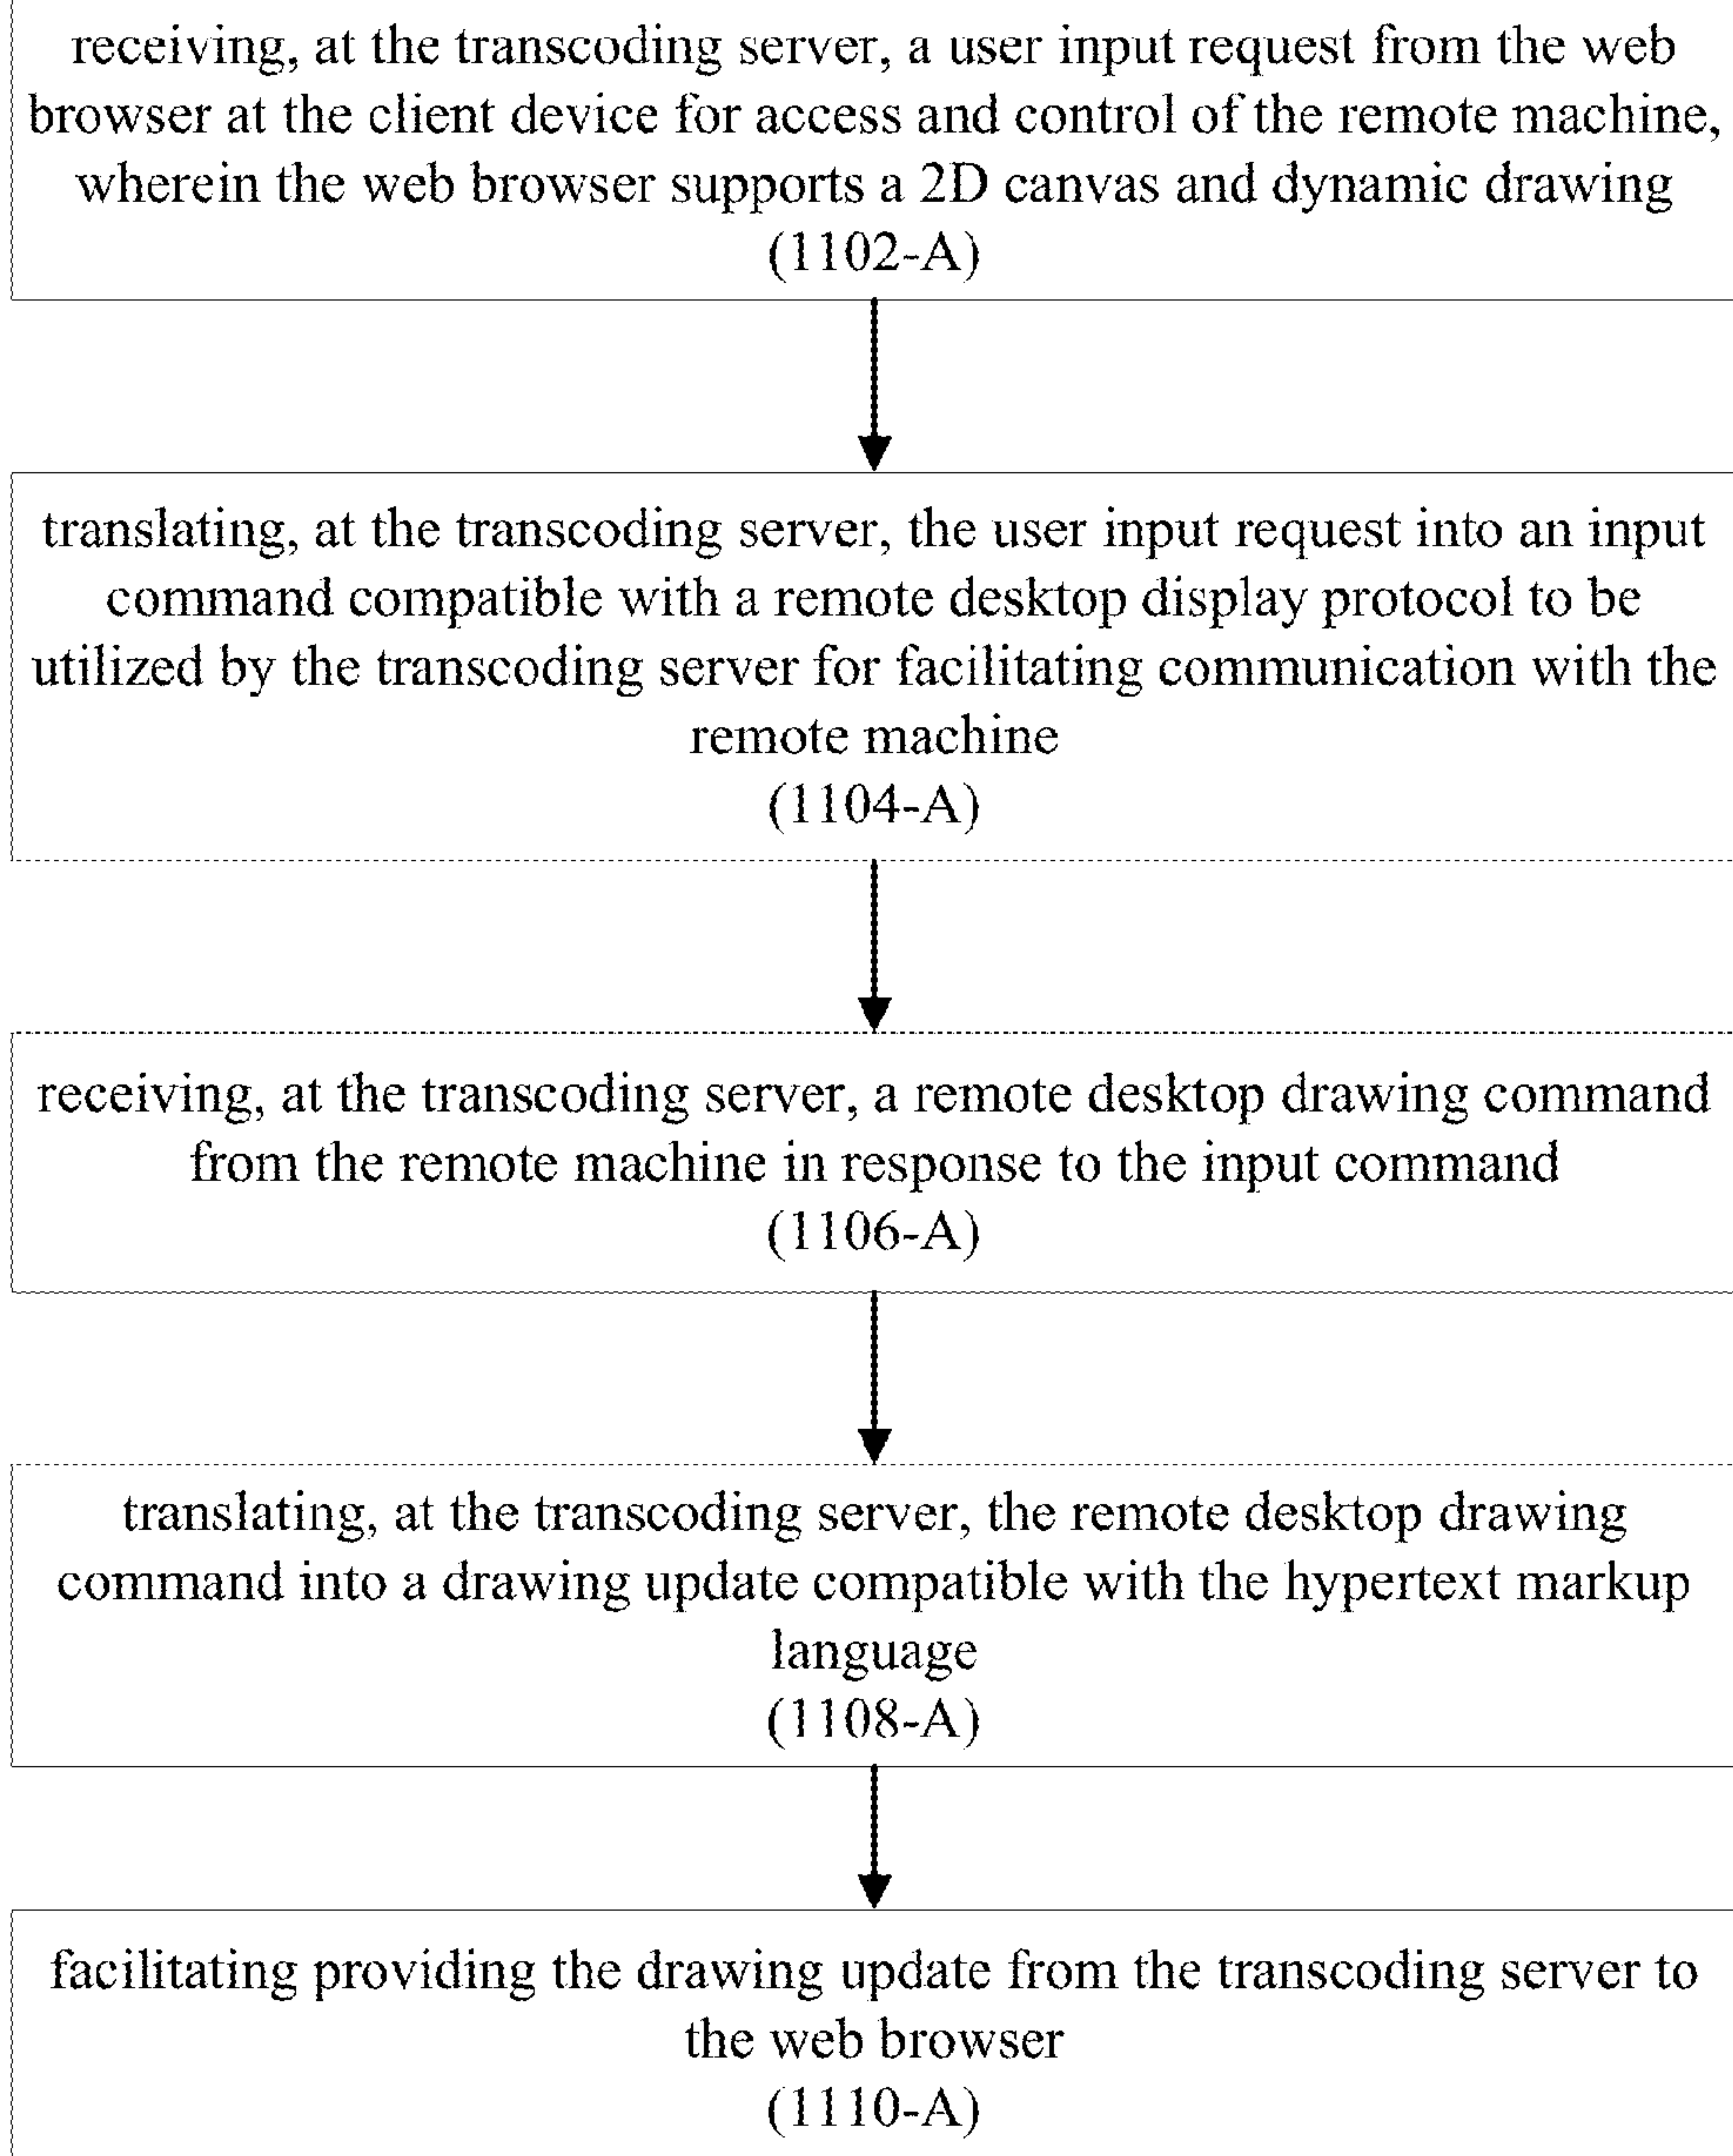 receiving, at the transcoding server, a user input request from the web
browser at the client device for access and control of the remote machine,
wherein the web browser supports a 2D canvas and dynamic drawing
(1102-A)
translating, at the transcoding server, the user input request into an input
command compatible with a remote desktop display protocol to be
utilized by the transcoding server for facilitating communication with the
remote machine
(1104-A)
receiving, at the transcoding server, a remote desktop drawing command
from the remote machine in response to the input command
(1106-A)
translating, at the transcoding server, the remote desktop drawing
command into a drawing update compatible with the hypertext markup
language
(1108-A)
facilitating providing the drawing update from the transcoding server to
the web browser
(1110-A)